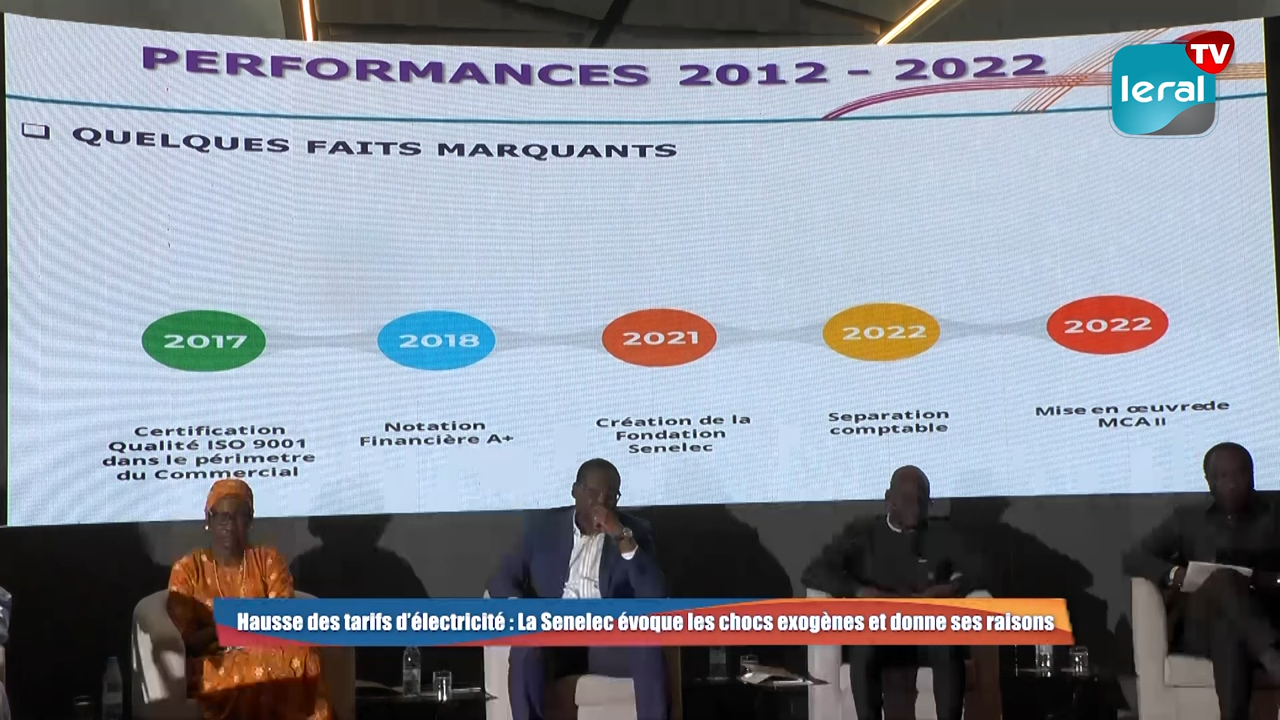 PERFORMANCES 2012 - 2022
TV
leral
QUELQUES FAITS MARQUANTS
2017
2018
2021
2022
2022
Certification
Qualité ISO 9001
dans le périmetre
du Commercial
Notation
Financière A+
Création de la
Fondation
Senelec
Separation
comptable
Mise en œuvrede
MCA II
Hausse des tarifs d'électricité : La Senelec évoque les chocs exogènes et donne ses raisons